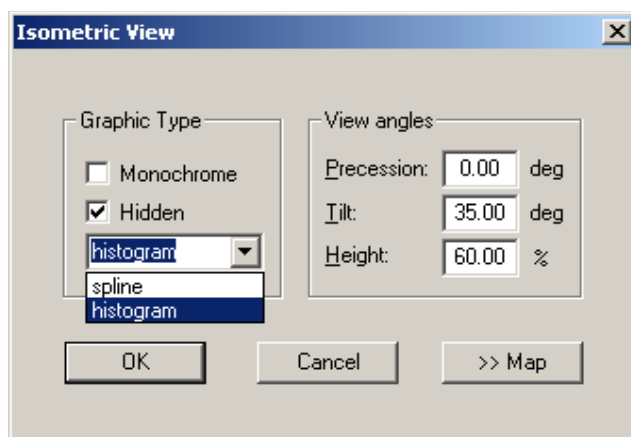 Isometric View
Graphic Type
Monochrome
Hidden
histogram
spline
histogram
View angles
Precession: 0.00 deg
Tilt: 35.00 deg
Height: 60.00 %
OK
Cancel
>> Map